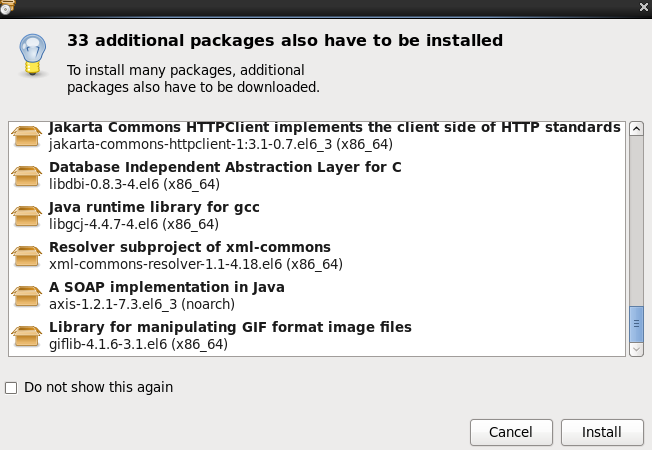 33 additional packages also have to be installed
To install many packages, additional
packages also have to be downloaded.
Jakarta Commons HTTPClient implements the client side of HTTP standards
jakarta-commons-httpclient-1:3.1-0.7.el6_3 (x86_64)
Database Independent Abstraction Layer for C
libdbi-0.8.3-4.el6 (x86_64)
Java runtime library for gcc
libgcj-4.4.7-4.el6 (x86_64)
Resolver subproject of xml-commons
xml-commons-resolver-1.1-4.18.el6 (x86_64)
A SOAP implementation in Java
axis-1.2.1-7.3.el6_3 (noarch)
Library for manipulating GIF format image files
giflib-4.1.6-3.1.el6 (x86_64)
Do not show this again
Cancel
Install